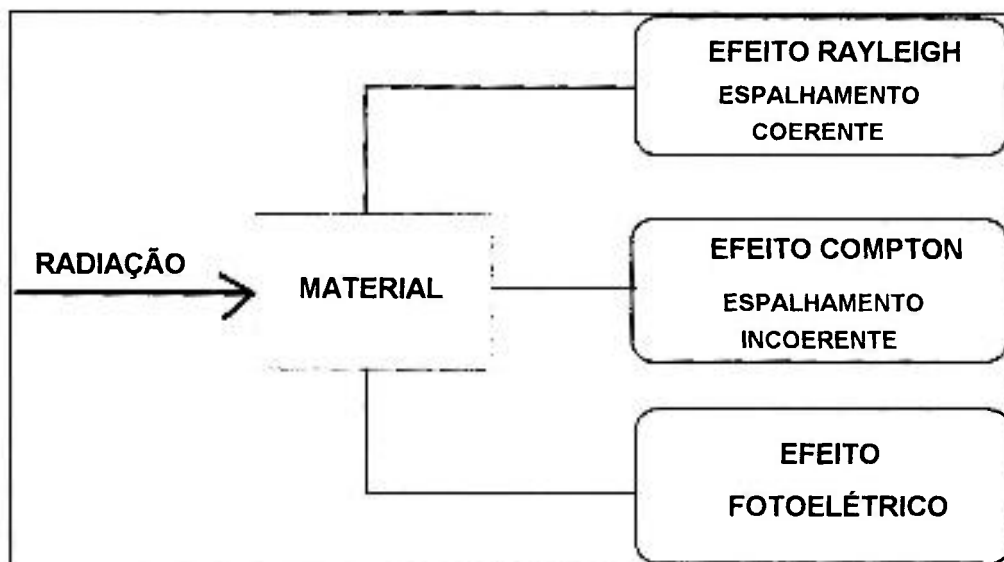 EFEITO RAYLEIGH
ESPALHAMENTO
COERENTE
RADIAÇÃO
MATERIAL
EFEITO COMPTON
ESPALHAMENTO
INCOERENTE
EFEITO
FOTOELÉTRICO